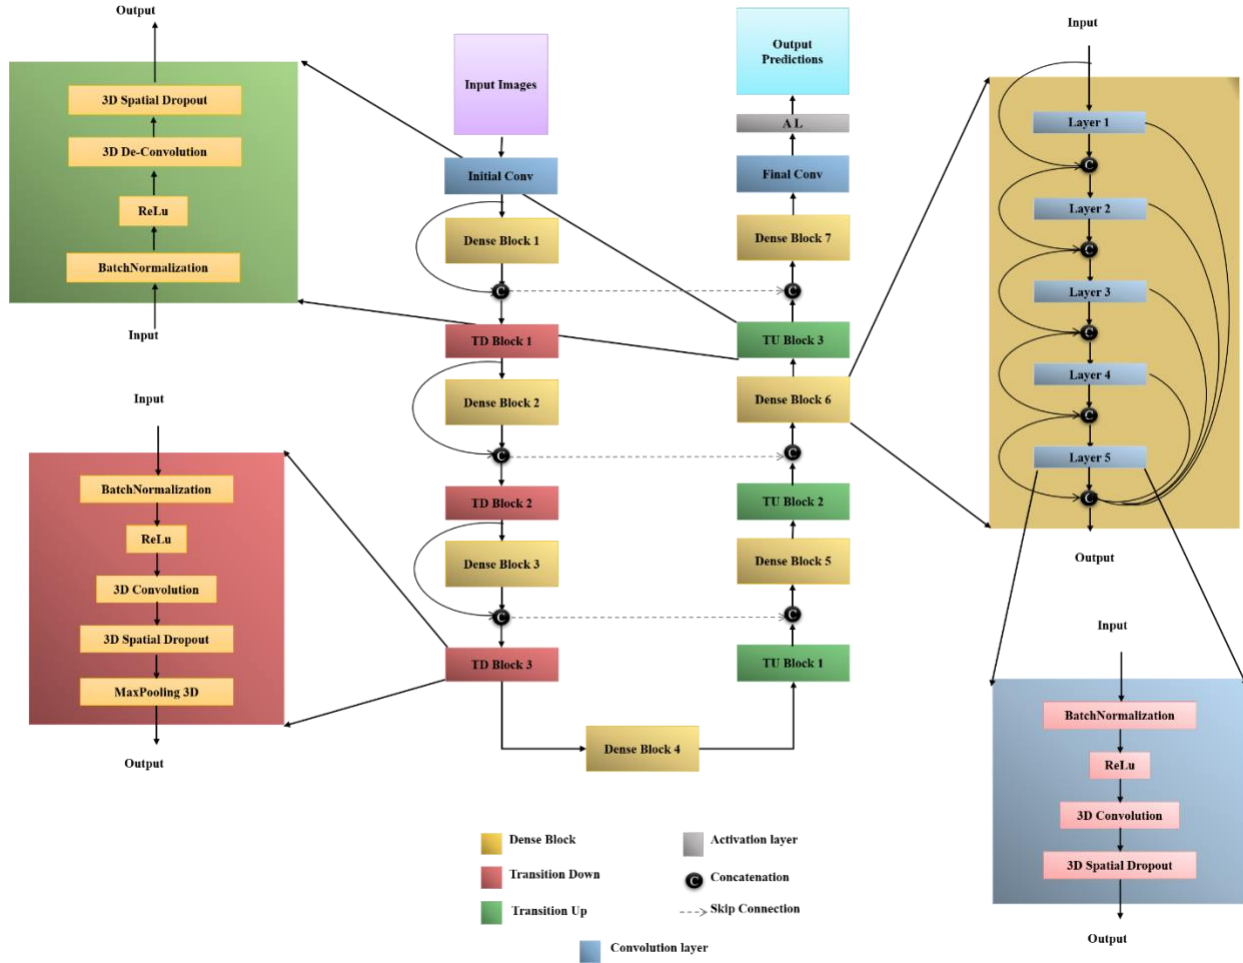 Output
3D Spatial Dropout
3D De-Convolution
ReLu
BatchNormalization
Input
Input
BatchNormalization
ReLu
3D Convolution
3D Spatial Dropout
MaxPooling 3D
Output
Input Images
Initial Conv
Dense Block 1
C
TD Block 1
Dense Block 2
C
TD Block 2
Dense Block 3
C
TD Block 3
Dense Block 4
Output
Predictions
A L
Final Conv
Dense Block 7
C
TU Block 3
Dense Block 6
C
TU Block 2
Dense Block 5
C
TU Block 1
Input
Layer 1
C
Layer 2
C
Layer 3
C
Layer 4
C
Layer 5
C
Output
Input
BatchNormalization
ReLu
3D Convolution
3D Spatial Dropout
Output
Dense Block
Transition Down
Transition Up
Activation layer
C Concatenation
Skip Connection
Convolution layer